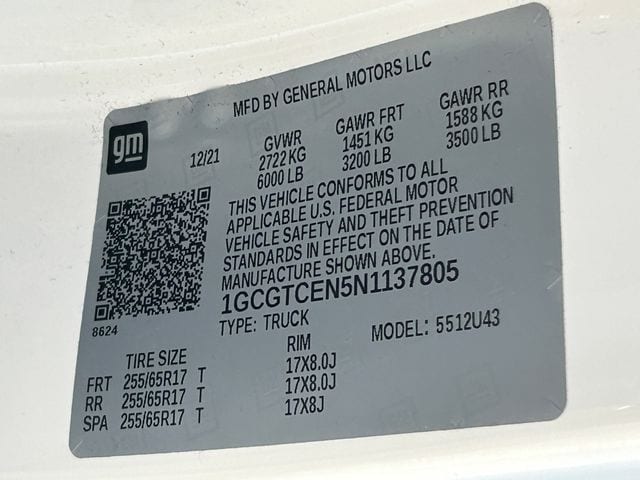 MFD BY GENERAL MOTORS LLC
gm
12/21
GVWR GAWR FRT GAWR RR
2722 KG 1451 KG 1588 KG
6000 LB 3200 LB 3500 LB
THIS VEHICLE CONFORMS TO ALL
APPLICABLE U.S. FEDERAL MOTOR
VEHICLE SAFETY AND THEFT PREVENTION
STANDARDS IN EFFECT ON THE DATE OF
MANUFACTURE SHOWN ABOVE.
1GCGTCEN5N1137805
8624
TYPE: TRUCK MODEL: 5512U43
TIRE SIZE RIM
FRT 255/65R17 T 17X8.0J
RR 255/65R17 T 17X8.0J
SPA 255/65R17 T 17X8J